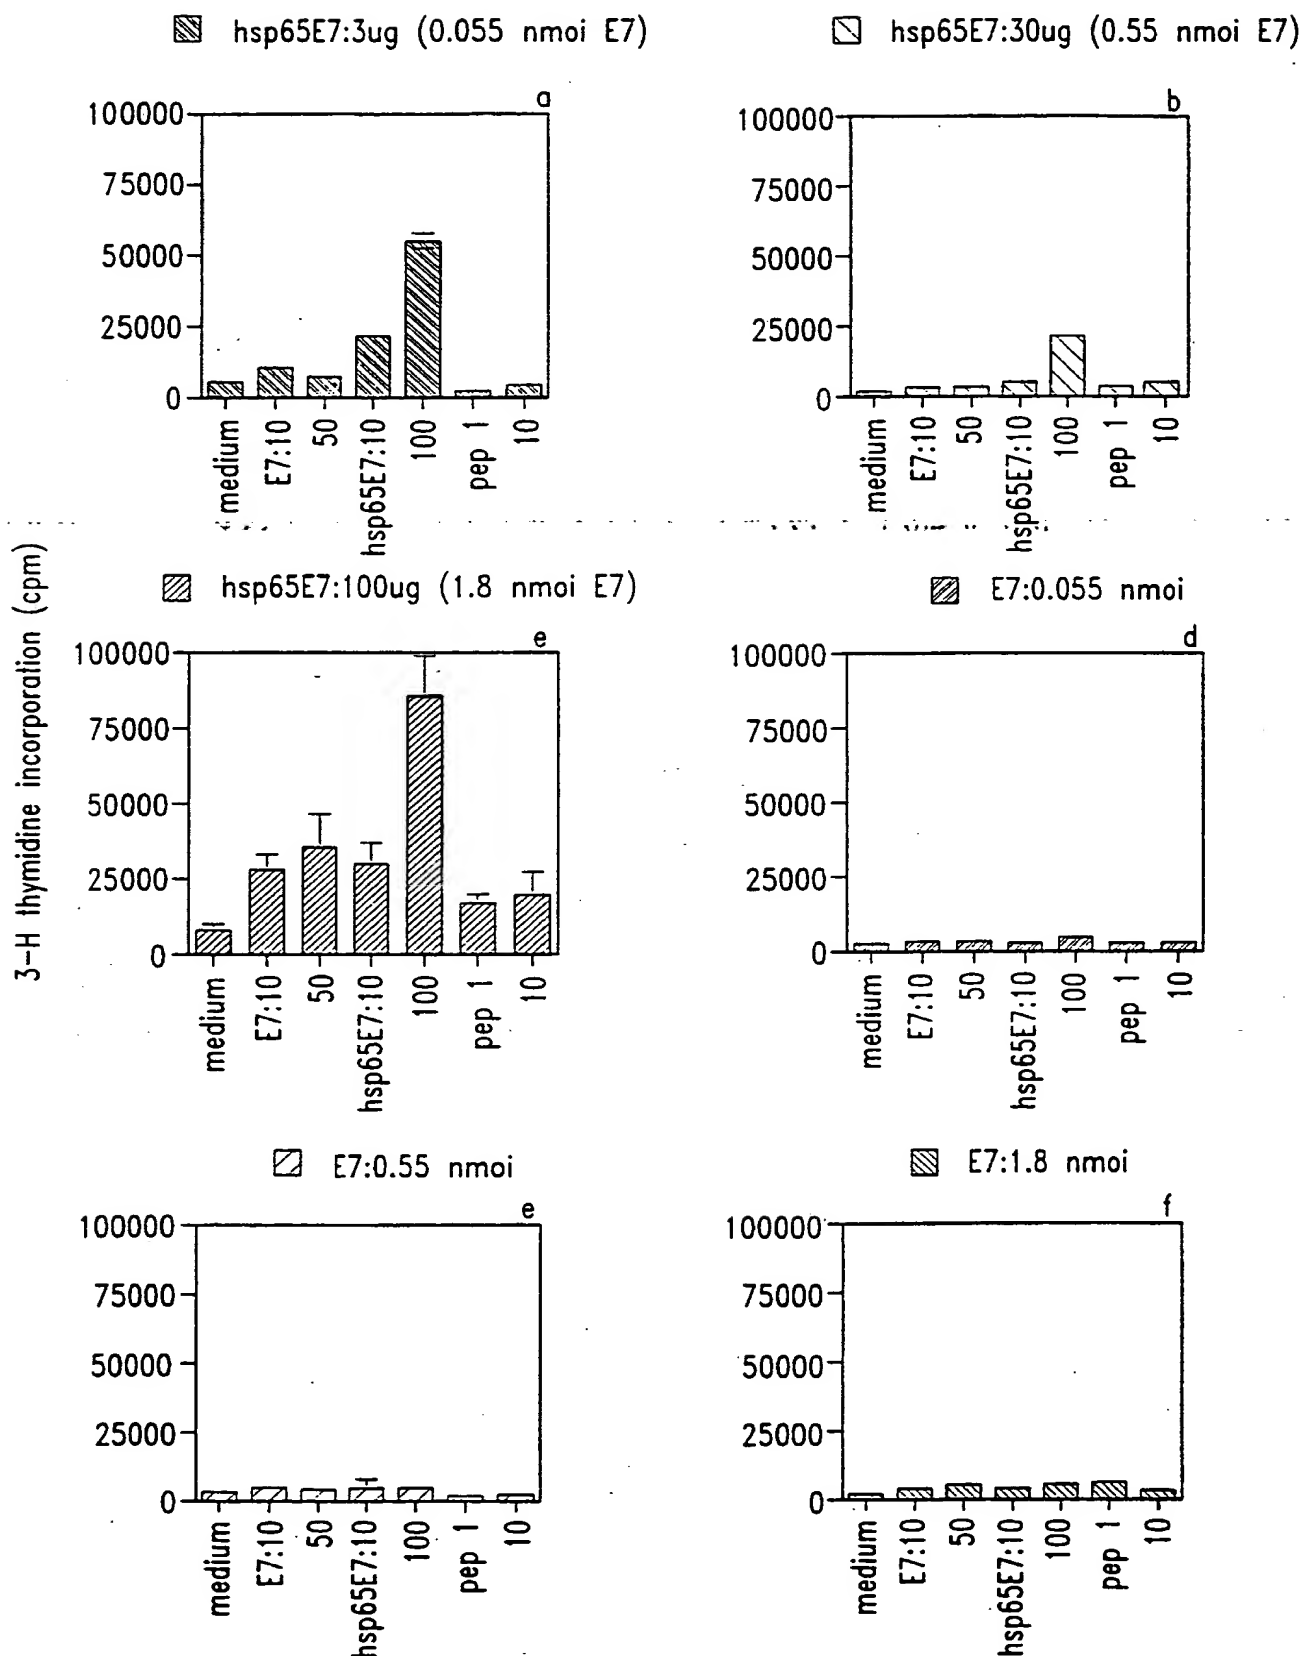 hsp65E7:3ug (0.055 nmoi E7)
a
100000
75000
50000
25000
0
medium
E7:10
50
hsp65E7:10
100
pep 1
10
hsp65E7:30ug (0.55 nmoi E7)
b
100000
75000
50000
25000
0
medium
E7:10
50
hsp65E7:10
100
pep 1
10
3-H thymidine incorporation (cpm)
hsp65E7:100ug (1.8 nmoi E7)
e
100000
75000
50000
25000
0
medium
E7:10
50
hsp65E7:10
100
pep 1
10
E7:0.055 nmoi
d
100000
75000
50000
25000
0
medium
E7:10
50
hsp65E7:10
100
pep 1
10
E7:0.55 nmoi
e
100000
75000
50000
25000
0
medium
E7:10
50
hsp65E7:10
100
pep 1
10
E7:1.8 nmoi
f
100000
75000
50000
25000
0
medium
E7:10
50
hsp65E7:10
100
pep 1
10